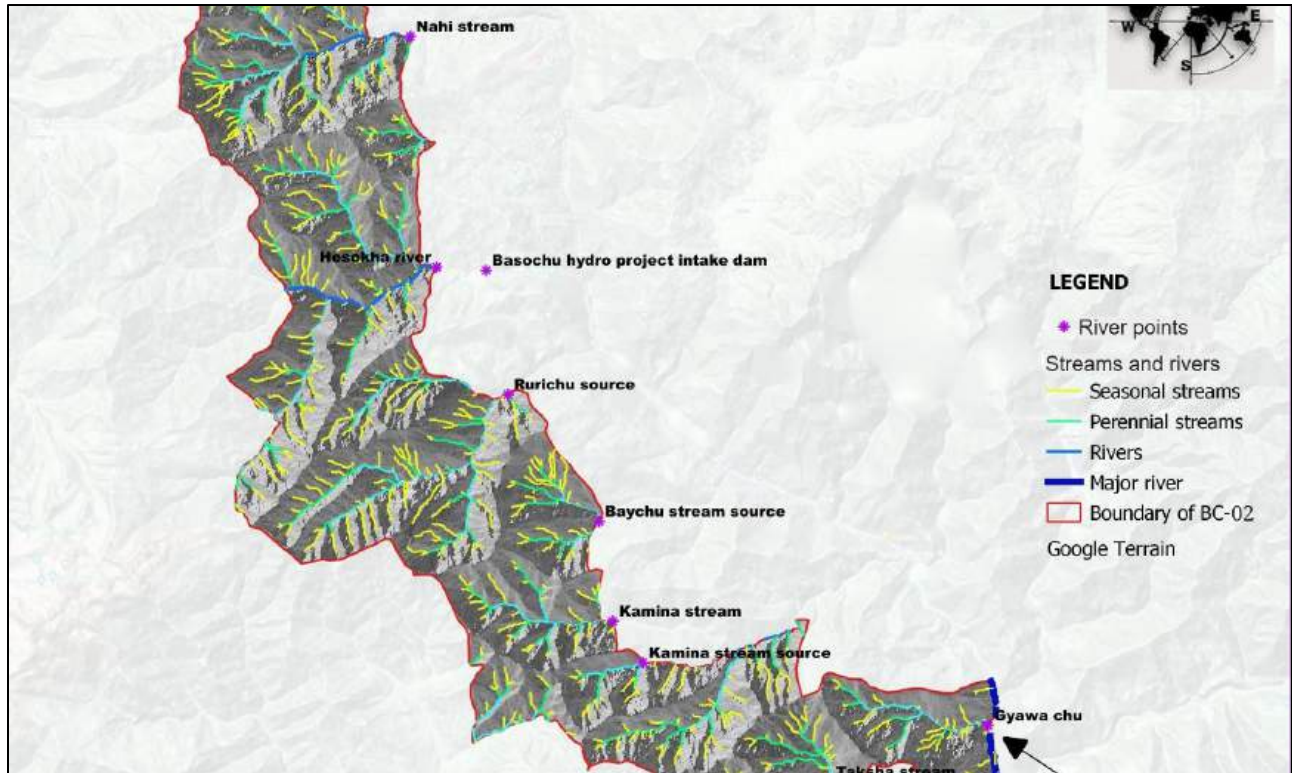 Nahi stream
W
E
S
Hesokha river
Basochu hydro project intake dam
LEGEND
River points
Streams and rivers
Rurichu source
Seasonal streams
Perennial streams
Rivers
Major river
Baychu stream source
Boundary of BC-02
Google Terrain
Kamina stream
Kamina stream source
Gyawa chu
Taksha stream